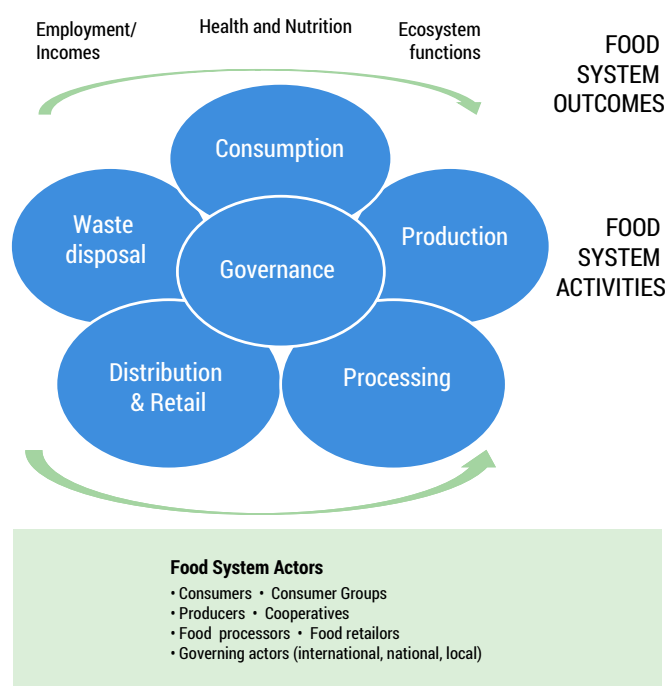 Employment/
Incomes
Health and Nutrition
Ecosystem
functions
FOOD
SYSTEM
OUTCOMES
Consumption
Waste
disposal
Production
Governance
FOOD
SYSTEM
ACTIVITIES
Distribution
& Retail
Processing
Food System Actors
• Consumers • Consumer Groups
• Producers • Cooperatives
• Food processors • Food retailors
• Governing actors (international, national, local)